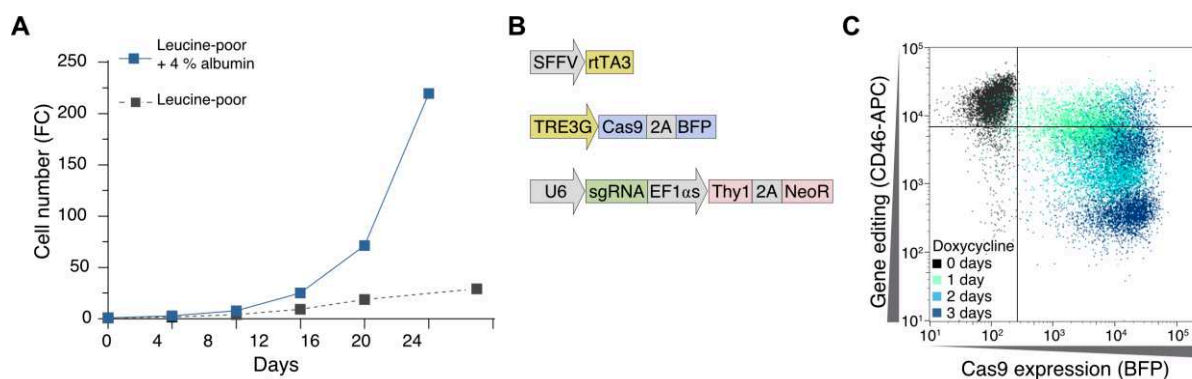 A
Leucine-poor
+ 4 % albumin
Leucine-poor
Cell number (FC)
250
200
150
100
50
0
0 4 8 12 16 20 24
Days
B
SFFV rtTA3
TRE3G Cas9 2A BFP
U6 sgRNA EF1αs Thy1 2A NeoR
C
Gene editing (CD46-APC)
10⁵
10⁴
10³
10²
10¹
Doxycycline
0 days
1 day
2 days
3 days
10¹ 10² 10³ 10⁴ 10⁵
Cas9 expression (BFP)